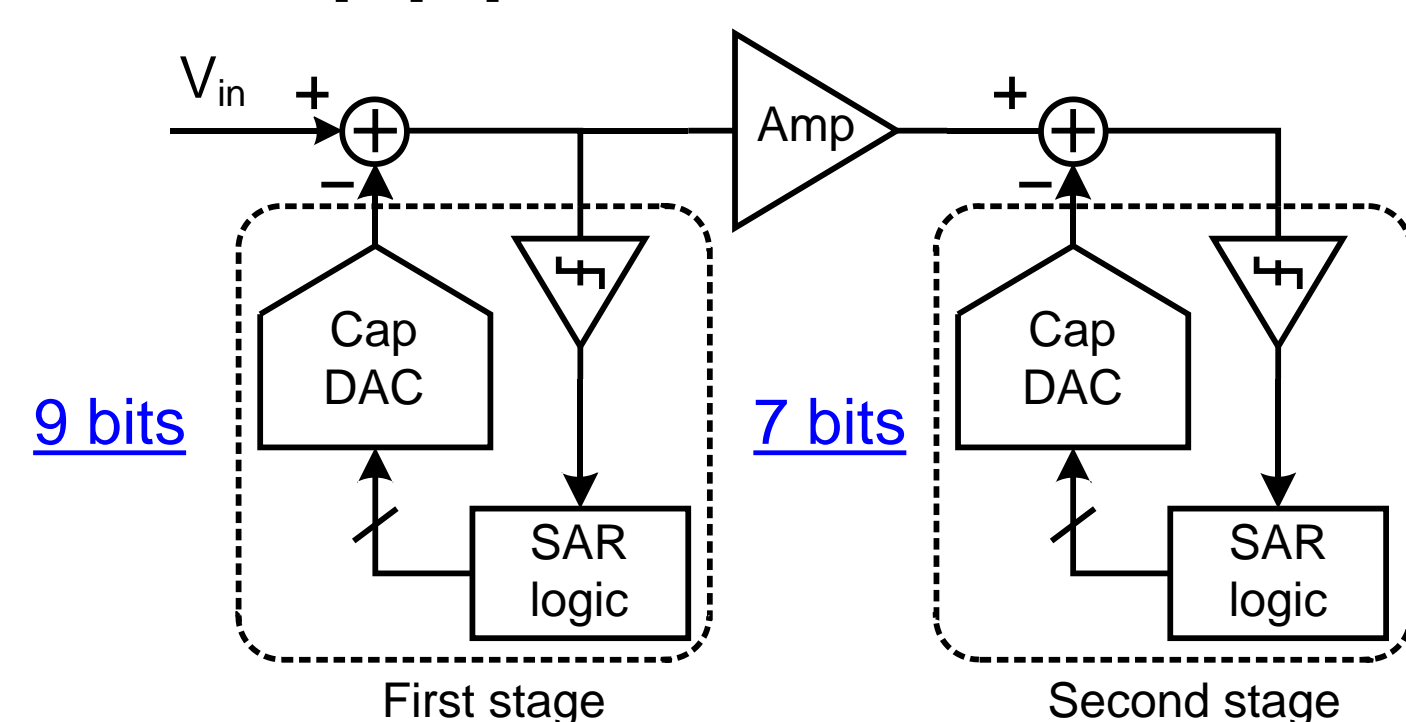 Vin
+
Amp
+
−
−
Cap
DAC
Cap
DAC
9 bits
7 bits
SAR
logic
SAR
logic
First stage
Second stage